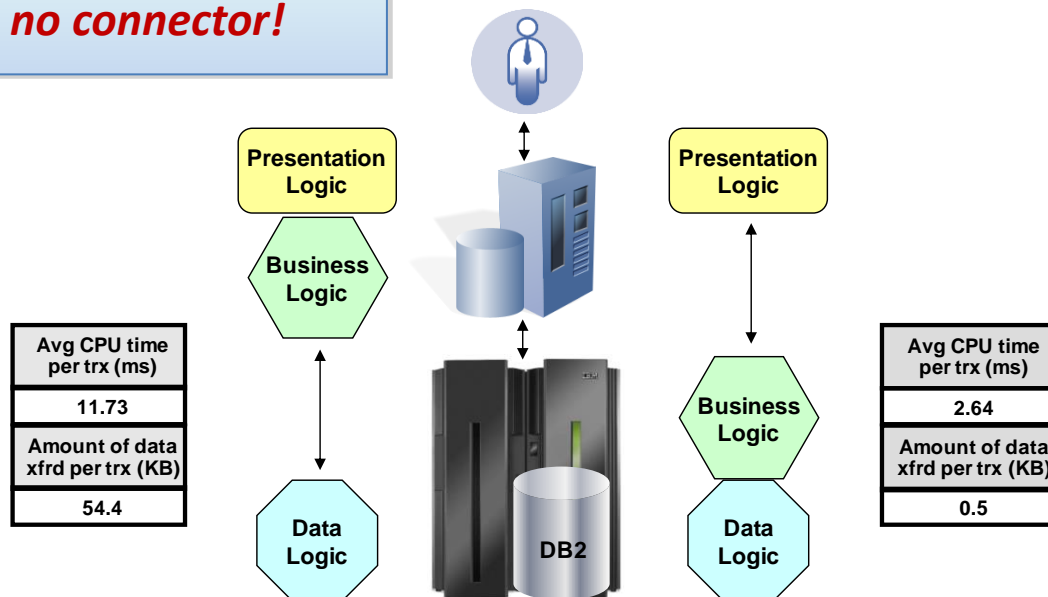 no connector!
Presentation
Logic
Business
Logic
Avg CPU time
per trx (ms)
11.73
Amount of data
xfrd per trx (KB)
54.4
Data
Logic
DB2
Presentation
Logic
Business
Logic
Data
Logic
Avg CPU time
per trx (ms)
2.64
Amount of data
xfrd per trx (KB)
0.5